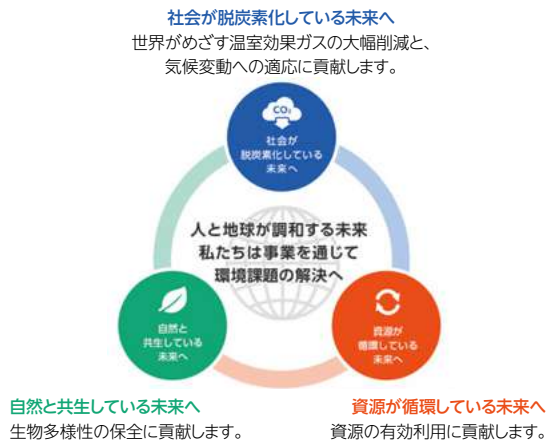 社会が脱炭素化している未来へ
世界がめざす温室効果ガスの大幅削減と、
気候変動への適応に貢献します。
CO₂
社会が
脱炭素化している
未来へ
人と地球が調和する未来
私たちは事業を通じて
環境課題の解決へ
自然と
共生している
未来へ
資源が
循環している
未来へ
自然と共生している未来へ
生物多様性の保全に貢献します。
資源が循環している未来へ
資源の有効利用に貢献します。